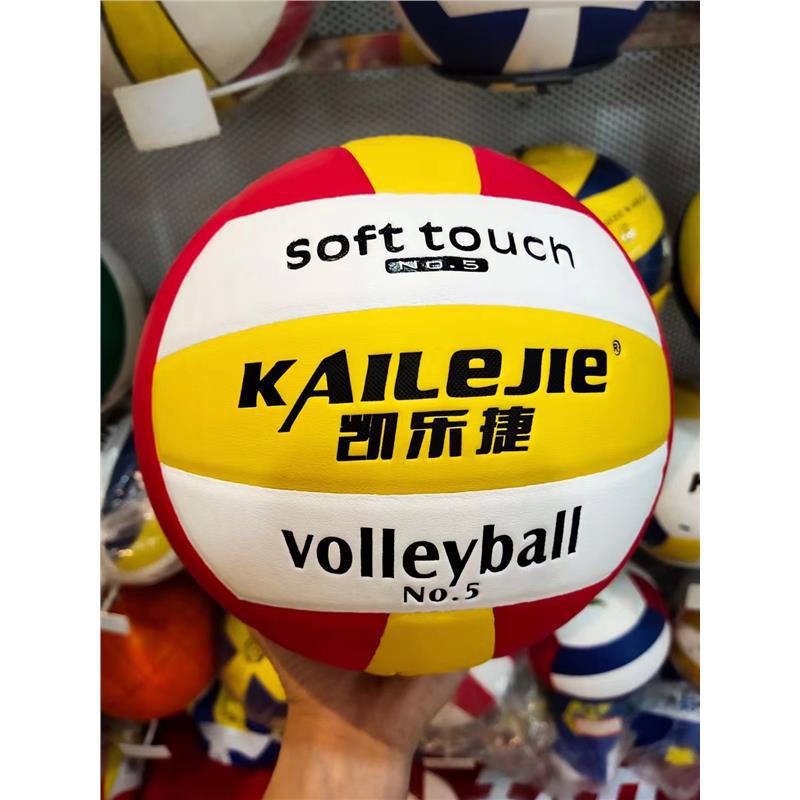 soft touch
NO.5
KAILEJIE®
凯乐捷
volleyball
No.5